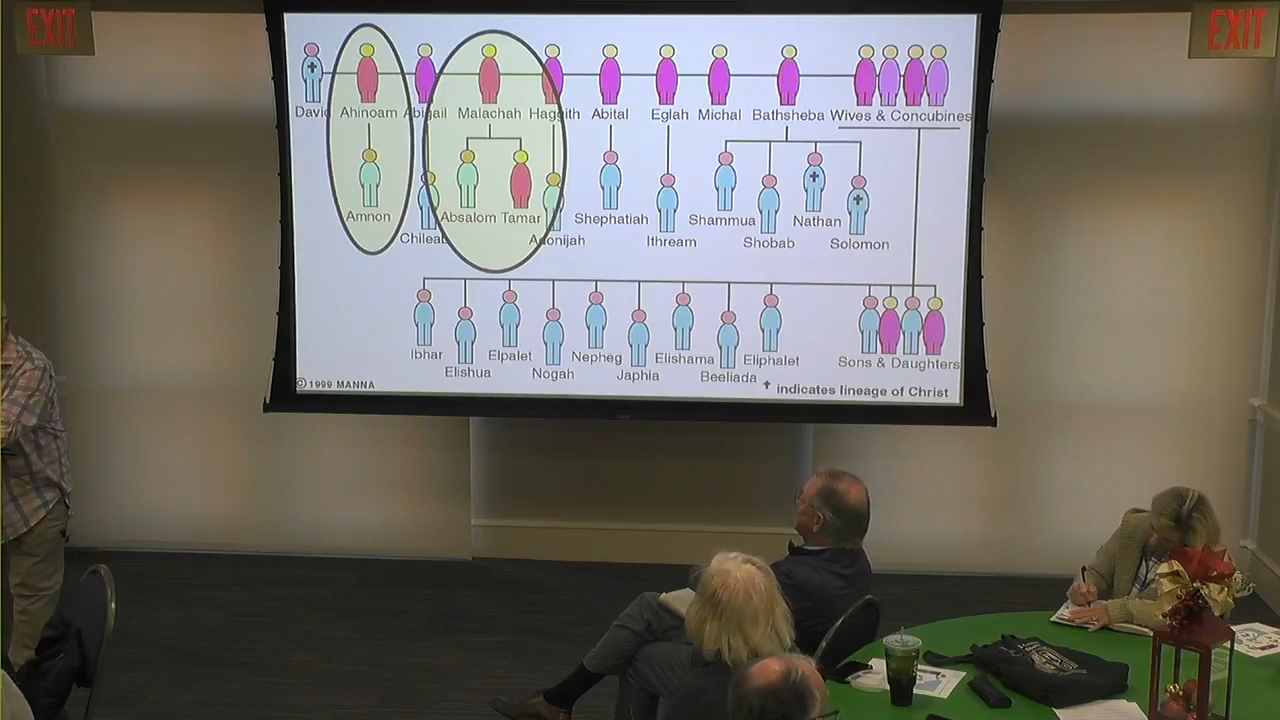 EXIT
EXIT
David Ahinoam Abigail Malachah Haggith Abital Eglah Michal Bathsheba Wives & Concubines
Amnon Absalom Tamar Shephatiah Shammua Nathan
Chileab Adonijah Ithream Shobab Solomon
Ibhar Elpalet Nepheg Elishama Eliphalet Sons & Daughters
Elishua Nogah Japhia Beeliada
© 1999 MANNA
✝ indicates lineage of Christ